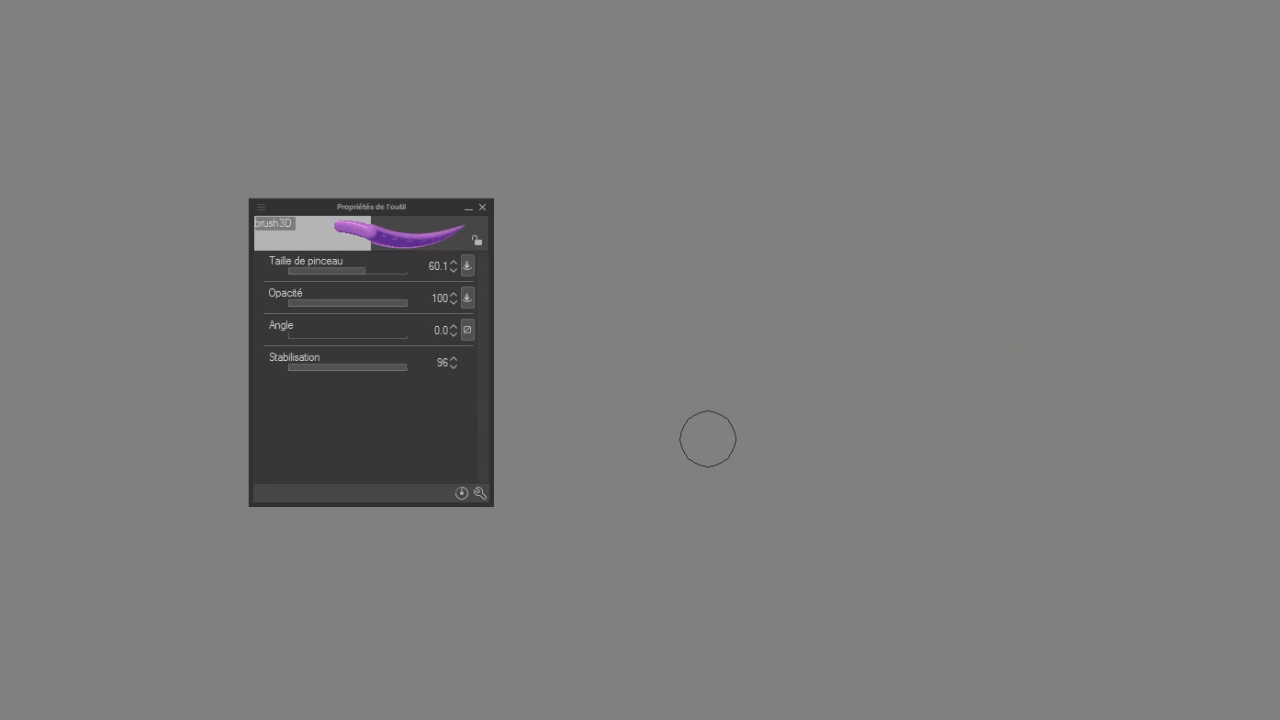 Propriétés de l'outil
brush3D
Taille de pinceau 60.1
Opacité 100
Angle 0.0
Stabilisation 96